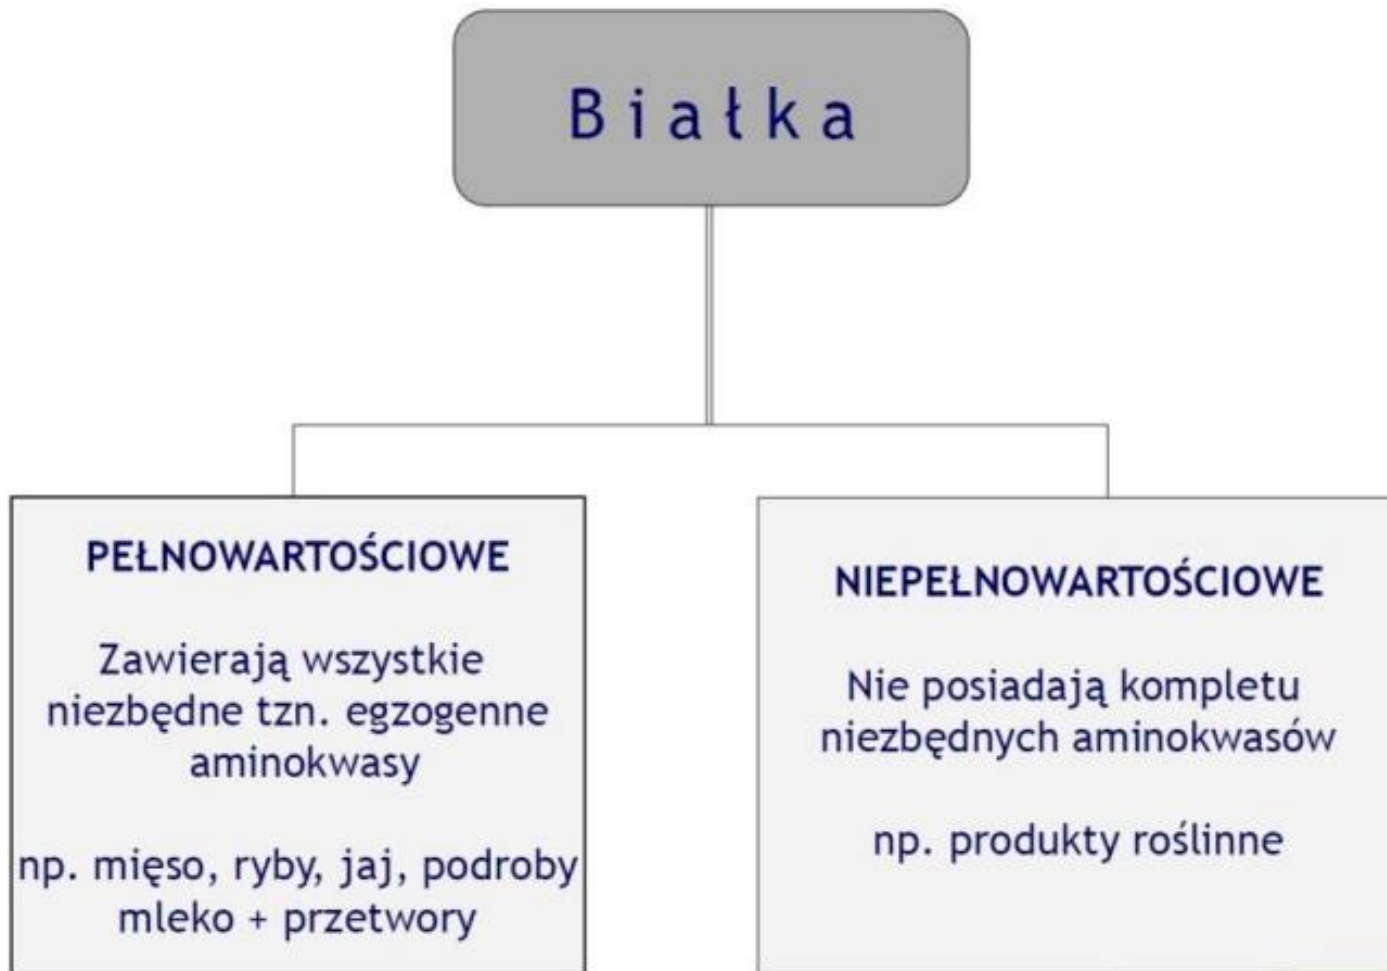 Białka
PEŁNOWARTOŚCIOWE
Zawierają wszystkie
niezbędne tzn. egzogenne
aminokwasy
np. mięso, ryby, jaj, podroby
mleko + przetwory
NIEPEŁNOWARTOŚCIOWE
Nie posiadają kompletu
niezbędnych aminokwasów
np. produkty roślinne